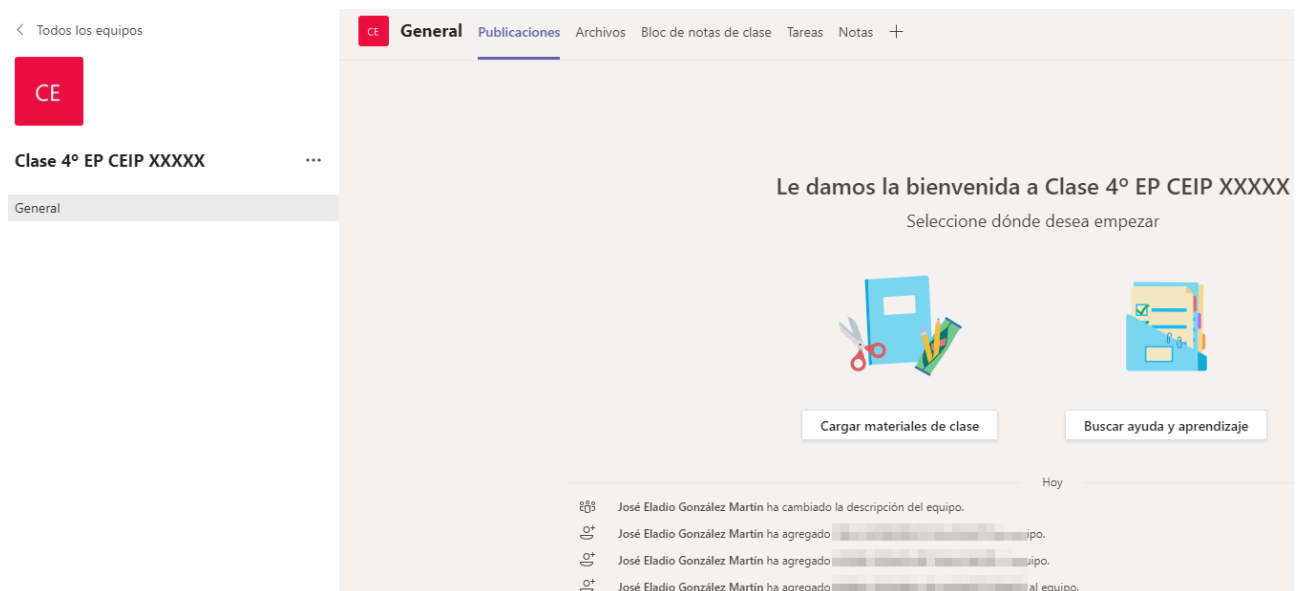 Todos los equipos
CE
Clase 4º EP CEIP XXXXX
General
CE General Publicaciones Archivos Bloc de notas de clase Tareas Notas
Le damos la bienvenida a Clase 4º EP CEIP XXXXX
Seleccione dónde desea empezar
Cargar materiales de clase Buscar ayuda y aprendizaje
Hoy
José Eladio González Martín ha cambiado la descripción del equipo.
José Eladio González Martín ha agregado ipo.
José Eladio González Martín ha agregado uipo.
José Eladio González Martín ha agregado al equipo.